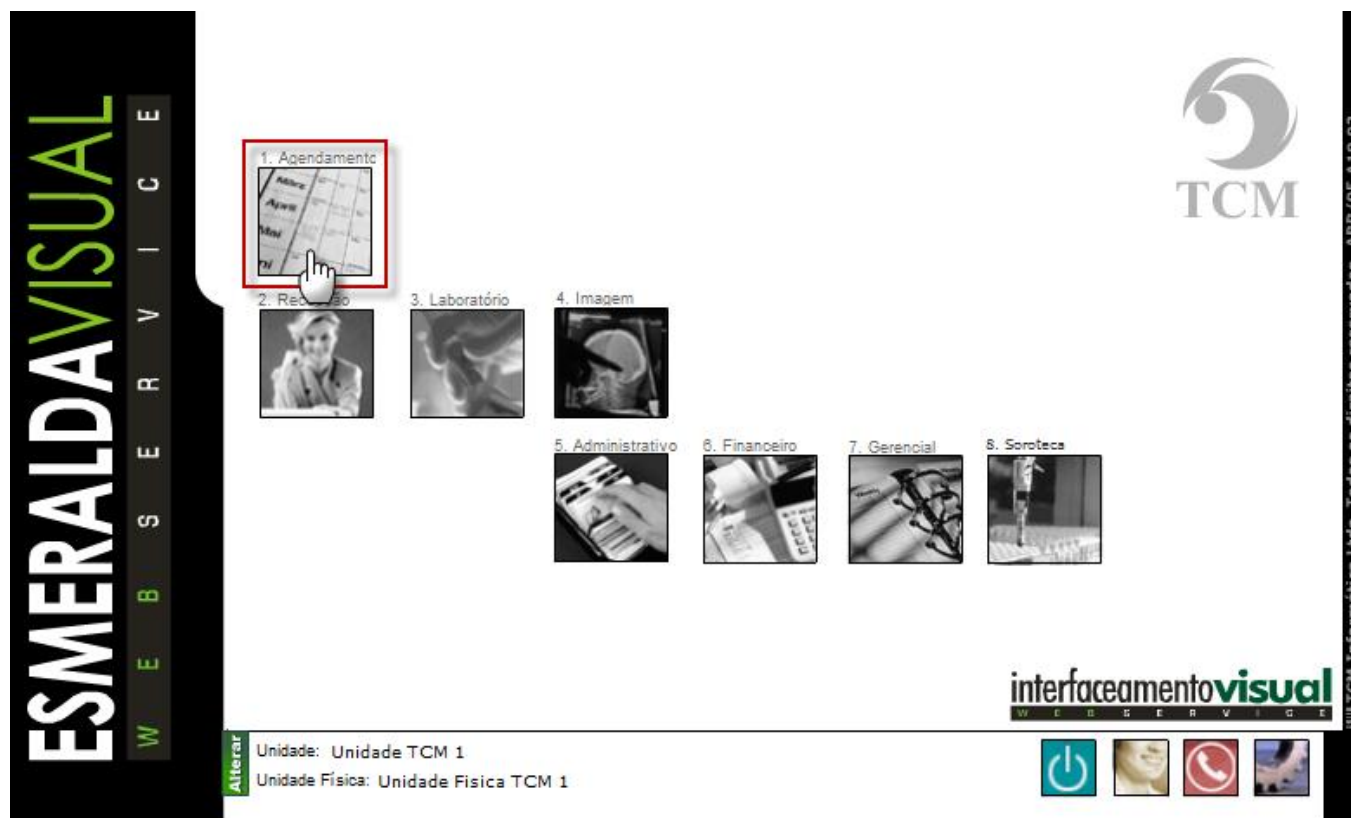 ESMERALDAVISUAL
WEBSERVICE
TCM
1. Agendamento
2. 
3. Laboratório
4. Imagem
5. Administrativo
6. Financeiro
7. Gerencial
8. Soroteca
interfaceamentovisual
WEBSERVICE
Alterar
Unidade: Unidade TCM 1
Unidade Física: Unidade Fisica TCM 1